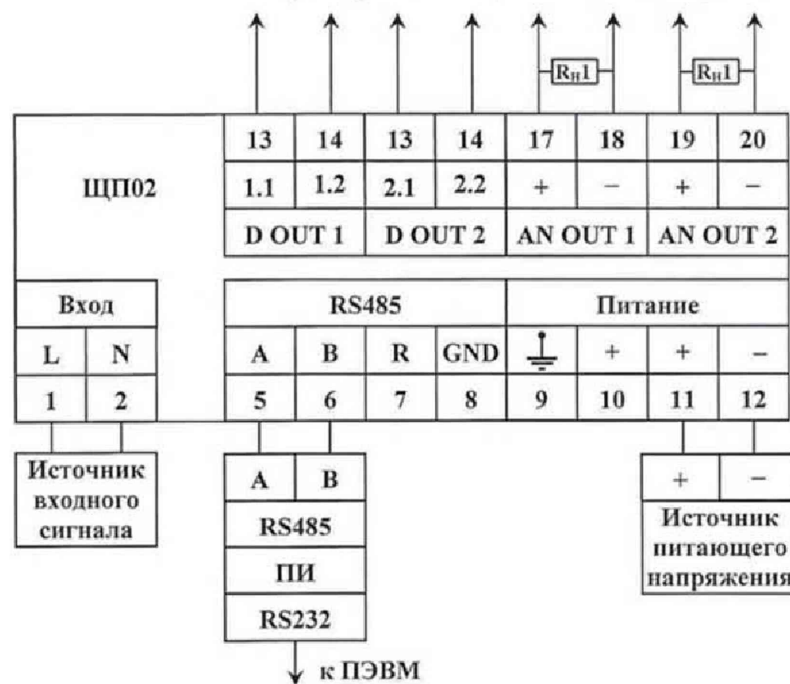 Rн1 Rн1
13 14 13 14 17 18 19 20
ЩП02 1.1 1.2 2.1 2.2 + − + −
D OUT 1 D OUT 2 AN OUT 1 AN OUT 2
Вход RS485 Питание
L N A B R GND + + −
1 2 5 6 7 8 9 10 11 12
Источник
входного
сигнала
A B
RS485
ПИ
RS232
к ПЭВМ
+ −
Источник
питающего
напряжения